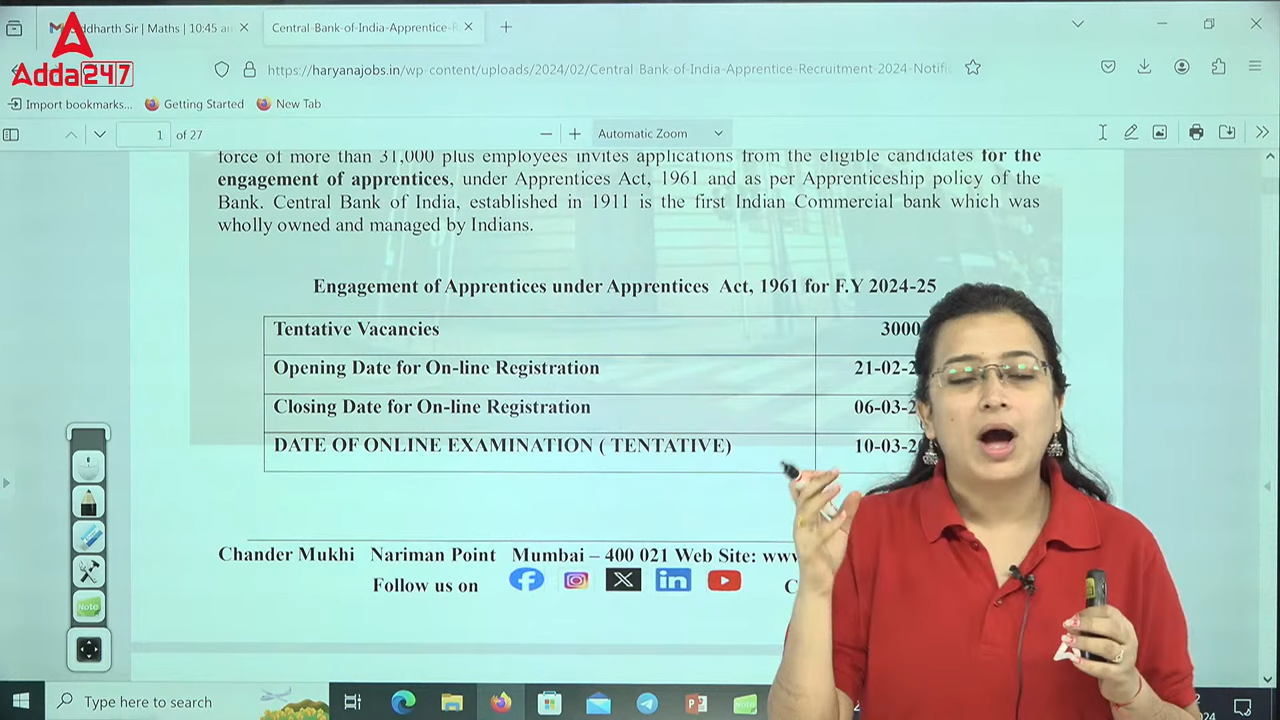 ddharth Sir | Maths | 10:45 a
Central-Bank-of-India-Apprentice-R
Adda247
https://haryanajobs.in/wp-content/uploads/2024/02/Central-Bank-of-India-Apprentice-Recruitment-2024-Notifi
Import bookmarks...
Getting Started
New Tab
1 of 27
Automatic Zoom
force of more than 31,000 plus employees invites applications from the eligible candidates for the
engagement of apprentices, under Apprentices Act, 1961 and as per Apprenticeship policy of the
Bank. Central Bank of India, established in 1911 is the first Indian Commercial bank which was
wholly owned and managed by Indians.
Engagement of Apprentices under Apprentices Act, 1961 for F.Y 2024-25
Tentative Vacancies 3000
Opening Date for On-line Registration 21-02-2
Closing Date for On-line Registration 06-03-2
DATE OF ONLINE EXAMINATION ( TENTATIVE) 10-03-2
Chander Mukhi Nariman Point Mumbai – 400 021 Web Site: www
Follow us on
C
Note
Type here to search